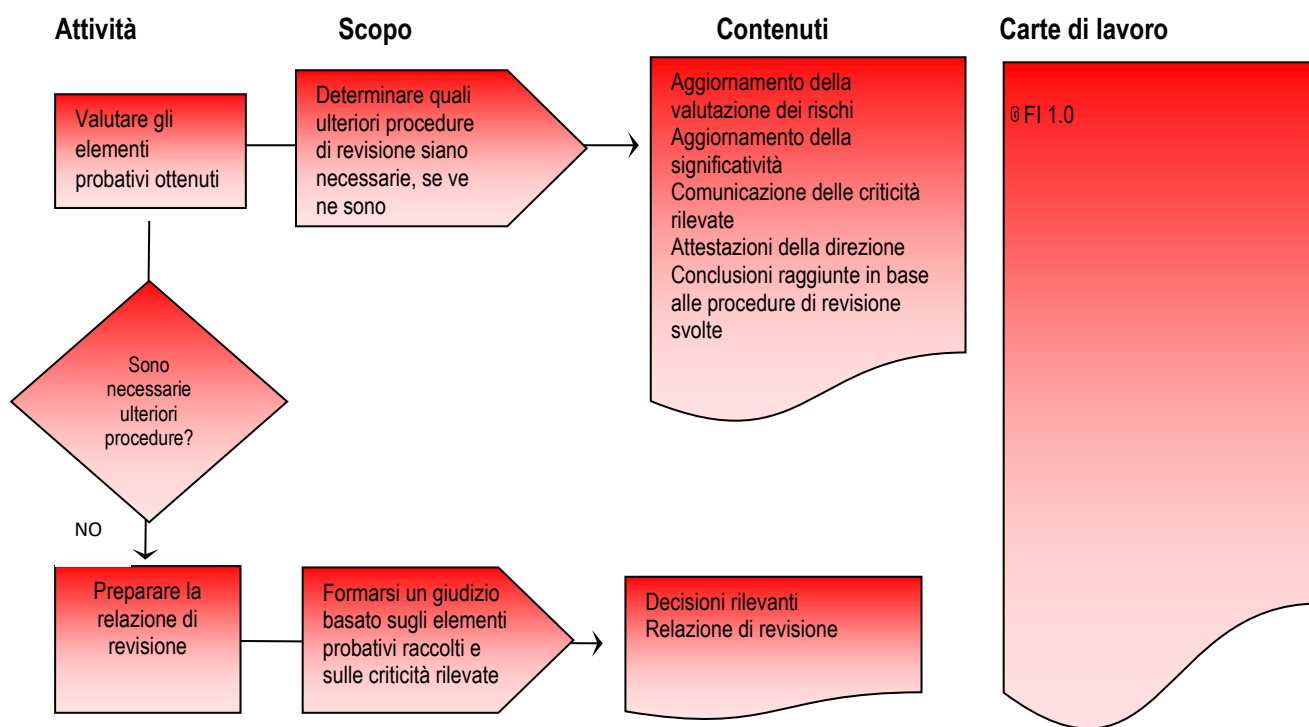 Attività
Scopo
Contenuti
Carte di lavoro
Valutare gli
elementi
probativi ottenuti
Determinare quali
ulteriori procedure
di revisione siano
necessarie, se ve
ne sono
Aggiornamento della
valutazione dei rischi
Aggiornamento della
significatività
Comunicazione delle criticità
rilevate
Attestazioni della direzione
Conclusioni raggiunte in base
alle procedure di revisione
svolte
FI 1.0
Sono
necessarie
ulteriori
procedure?
NO
Preparare la
relazione di
revisione
Formarsi un giudizio
basato sugli elementi
probativi raccolti e
sulle criticità rilevate
Decisioni rilevanti
Relazione di revisione